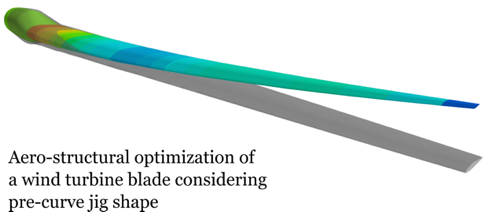 Aero-structural optimization of
a wind turbine blade considering
pre-curve jig shape